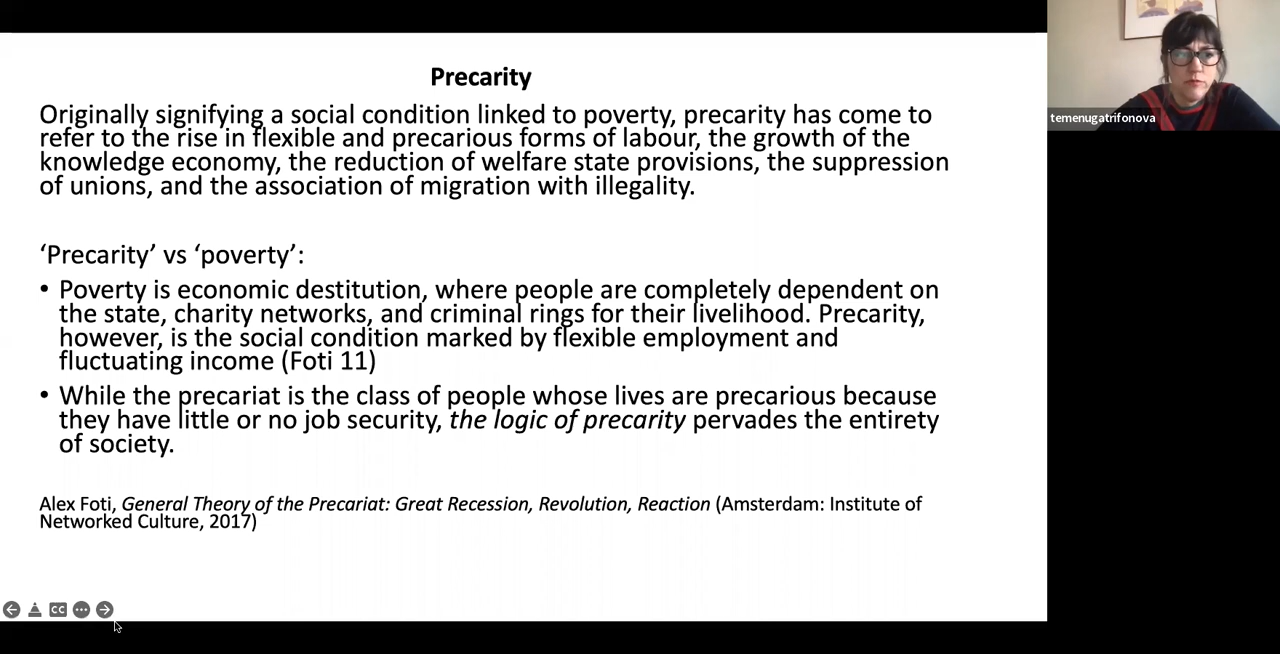 Precarity
Originally signifying a social condition linked to poverty, precarity has come to
refer to the rise in flexible and precarious forms of labour, the growth of the
knowledge economy, the reduction of welfare state provisions, the suppression
of unions, and the association of migration with illegality.
‘Precarity’ vs ‘poverty’:
• Poverty is economic destitution, where people are completely dependent on
the state, charity networks, and criminal rings for their livelihood. Precarity,
however, is the social condition marked by flexible employment and
fluctuating income (Foti 11)
• While the precariat is the class of people whose lives are precarious because
they have little or no job security, the logic of precarity pervades the entirety
of society.
Alex Foti, General Theory of the Precariat: Great Recession, Revolution, Reaction (Amsterdam: Institute of
Networked Culture, 2017)
CC
temenugatrifonova